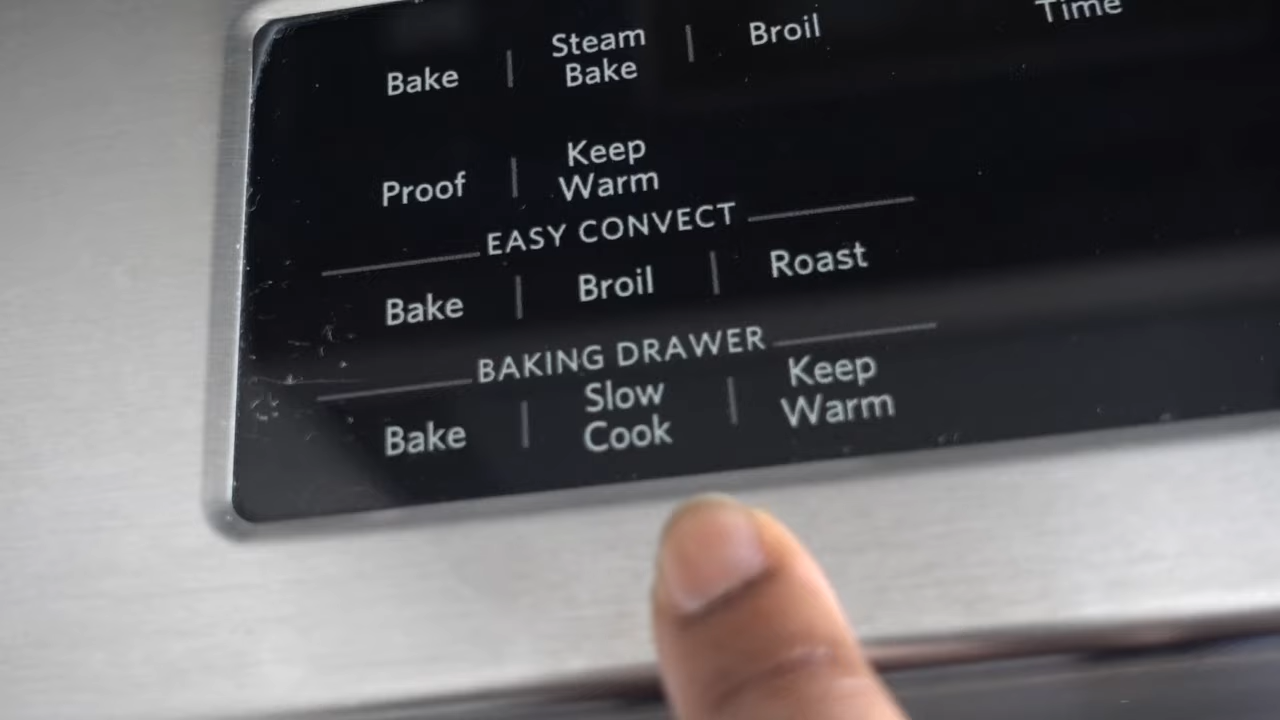 Bake | Steam Bake | Broil Time
Proof | Keep Warm
EASY CONVECT
Bake | Broil | Roast
BAKING DRAWER
Bake | Slow Cook | Keep Warm